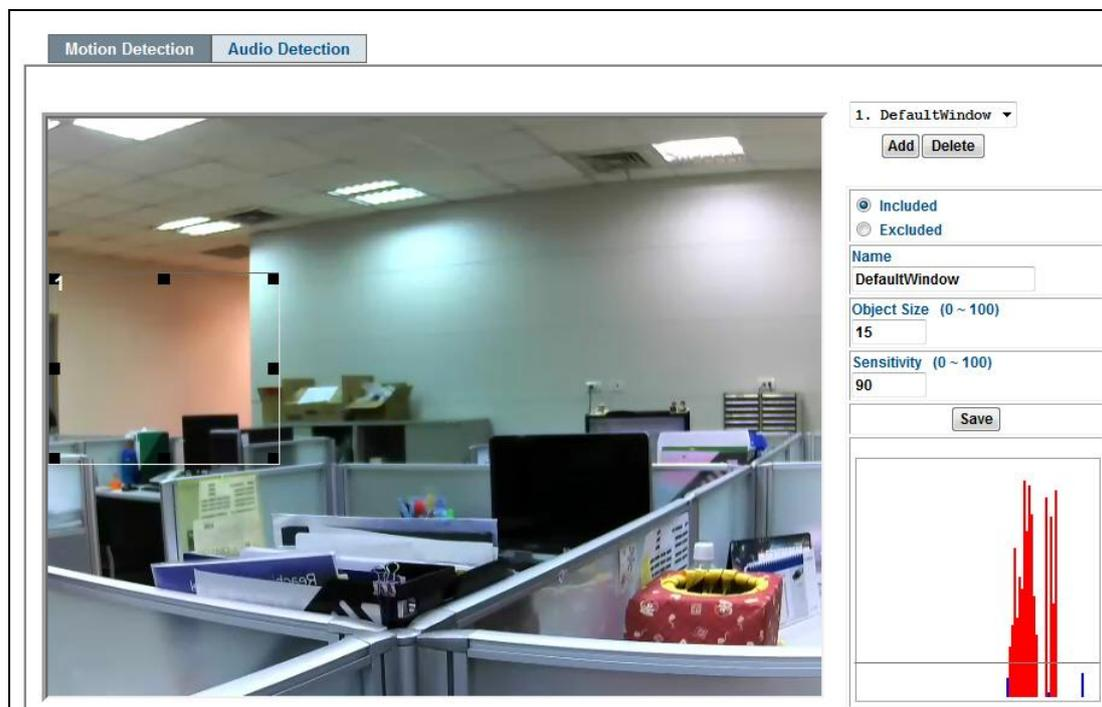 Motion Detection
Audio Detection
1. DefaultWindow
Add
Delete
Included
Excluded
Name
DefaultWindow
Object Size (0 ~ 100)
15
Sensitivity (0 ~ 100)
90
Save
1